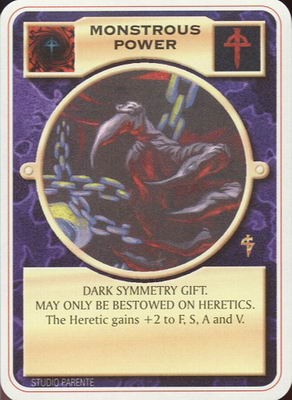 MONSTROUS
POWER
DARK SYMMETRY GIFT.
MAY ONLY BE BESTOWED ON HERETICS.
The Heretic gains +2 to F, S, A and V.
STUDIO PARENTE